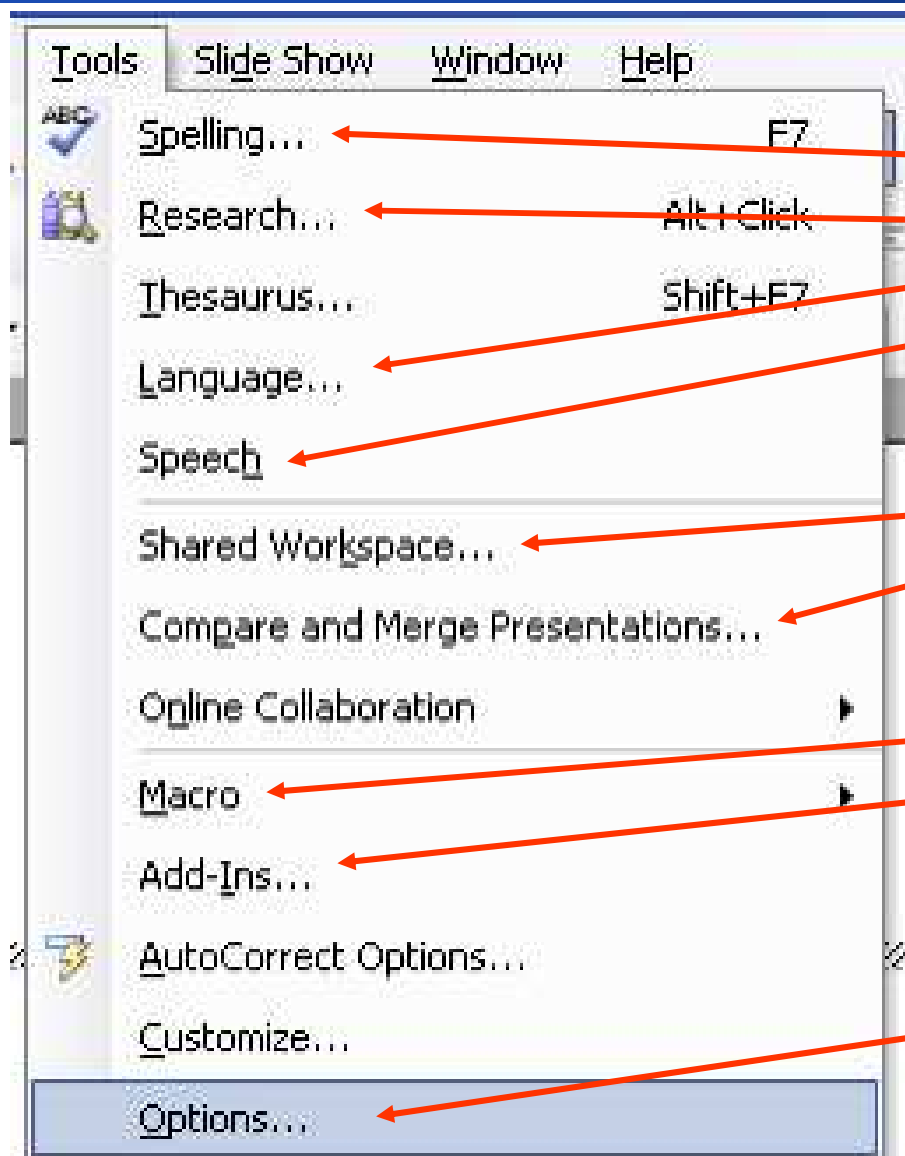 Tools Slide Show Window Help
ABC
Spelling... F7
Research... Alt+Click
Thesaurus... Shift+F7
Language...
Speech
Shared Workspace...
Compare and Merge Presentations...
Online Collaboration
Macro
Add-Ins...
AutoCorrect Options...
Customize...
Options...